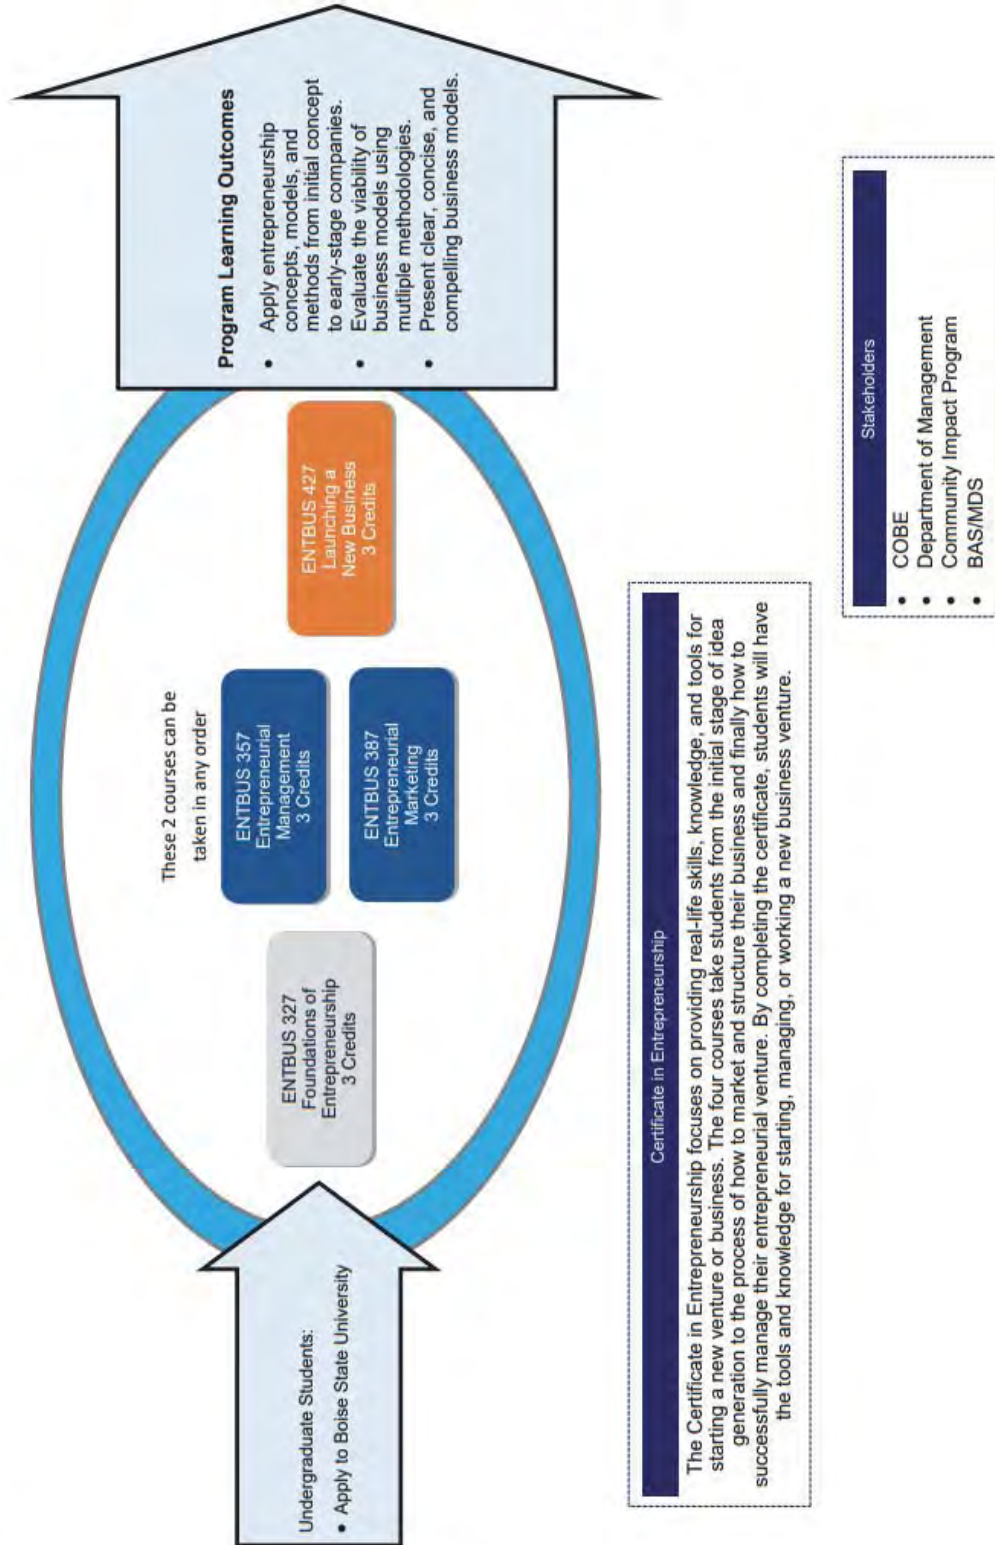 Undergraduate Students:
• Apply to Boise State University
ENTBUS 327
Foundations of
Entrepreneurship
3 Credits
These 2 courses can be
taken in any order
ENTBUS 357
Entrepreneurial
Management
3 Credits
ENTBUS 387
Entrepreneurial
Marketing
3 Credits
ENTBUS 427
Launching a
New Business
3 Credits
Program Learning Outcomes
• Apply entrepreneurship
concepts, models, and
methods from initial concept
to early-stage companies.
• Evaluate the viability of
business models using
mutliple methodologies.
• Present clear, concise, and
compelling business models.
Certificate in Entrepreneurship
The Certificate in Entrepreneurship focuses on providing real-life skills, knowledge, and tools for
starting a new venture or business. The four courses take students from the initial stage of idea
generation to the process of how to market and structure their business and finally how to
successfully manage their entrepreneurial venture. By completing the certificate, students will have
the tools and knowledge for starting, managing, or working a new business venture.
Stakeholders
• COBE
• Department of Management
• Community Impact Program
• BAS/MDS